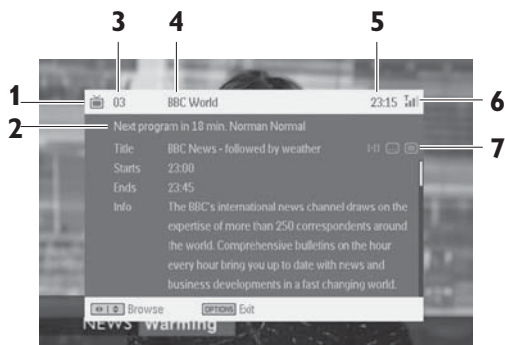 3 4 5
1 03 BBC World 23:15 6
2 Next program in 18 min. Norman Normal
Title BBC News - followed by weather 7
Starts 23:00
Ends 23:45
Info The BBC's international news channel draws on the
expertise of more than 250 correspondents around
the world. Comprehensive bulletins on the hour
every hour bring you up to date with news and
business developments in a fast changing world.
Browse OPTIONS Exit
NEWS Warming